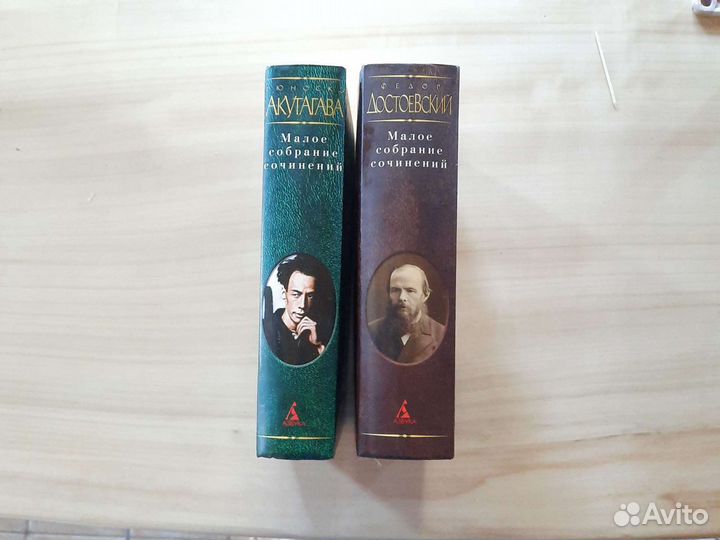 АКУТАГАВА
Малое
собрание
сочинений
АЗБУКА
ФЕДОР
ДОСТОЕВСКИЙ
Малое
собрание
сочинений
АЗБУКА
Avito